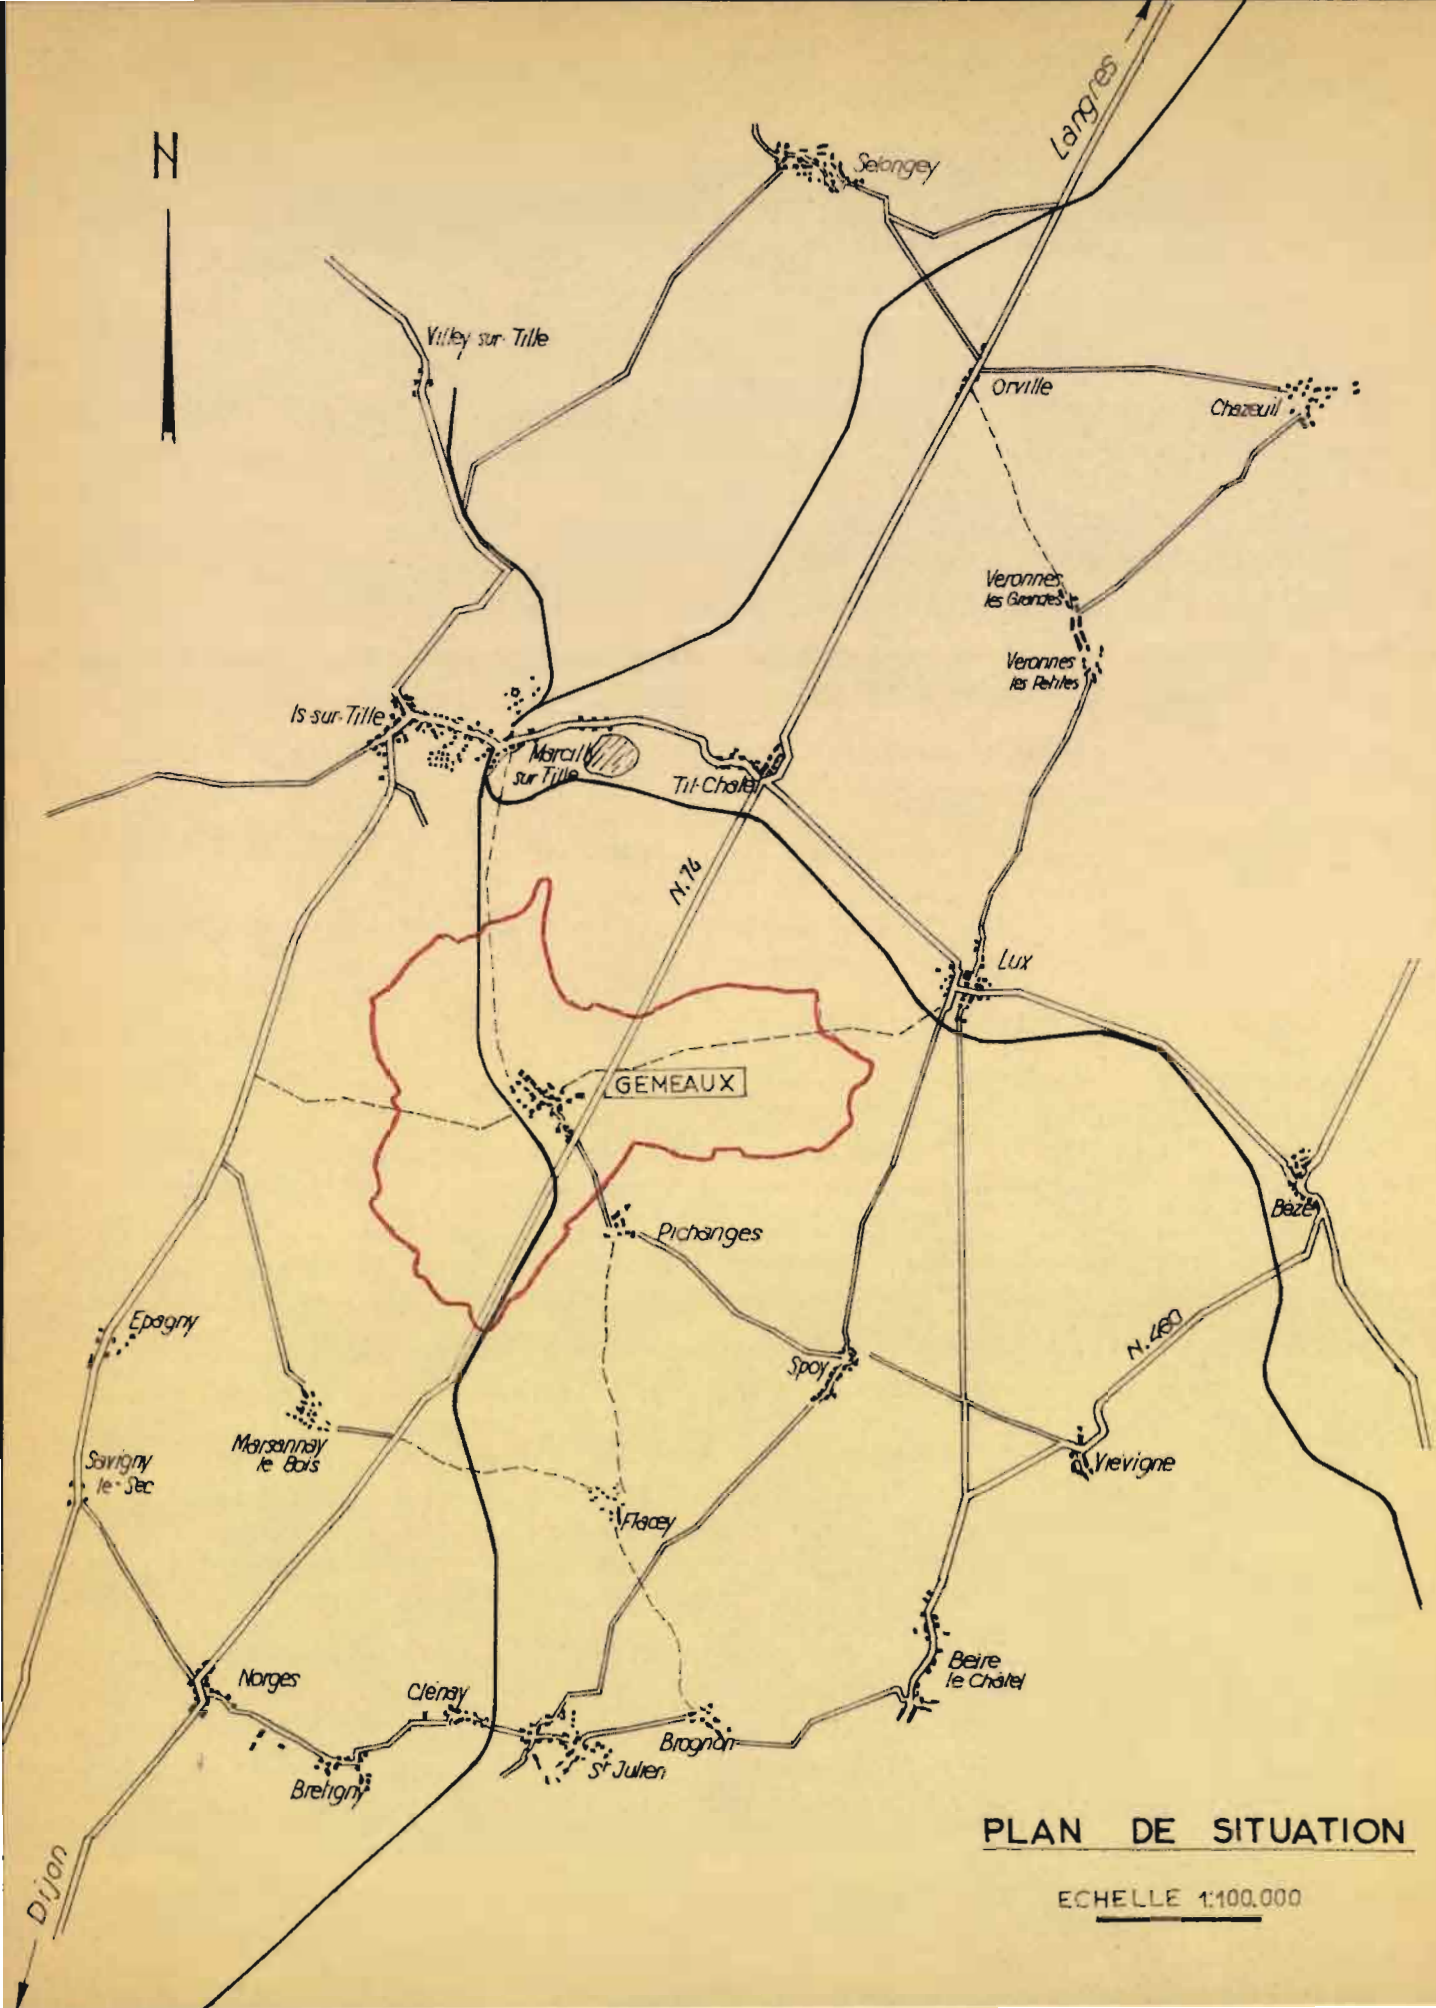 Langres
N
Selongey
Villey sur-Tille
Orville
Chazeuil
Veronnes
les Grandes
Veronnes
les Petites
Is-sur-Tille
Marcilly
sur Tille
Til-Chatel
N.74
Lux
GEMEAUX
Bèze
Pichanges
Epagny
N.460
Spoy
Marsannay
le Bois
Savigny
le-Sec
Vievigne
Flacey
Beire
le Châtel
Norges
Clénay
Brognon
St Julien
Bretigny
PLAN DE SITUATION
Dijon
ECHELLE 1:100.000